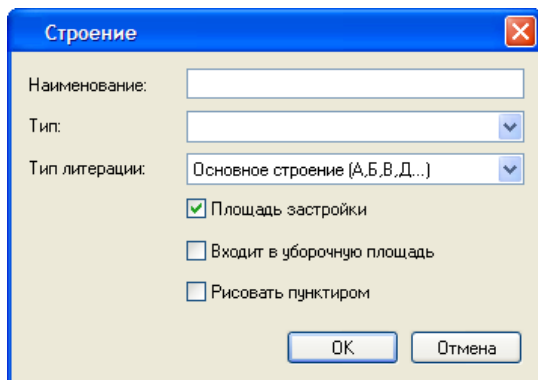 Строение
Наименование:
Тип:
Тип литерации: Основное строение (А,Б,В,Д...)
Площадь застройки
Входит в уборочную площадь
Рисовать пунктиром
OK Отмена